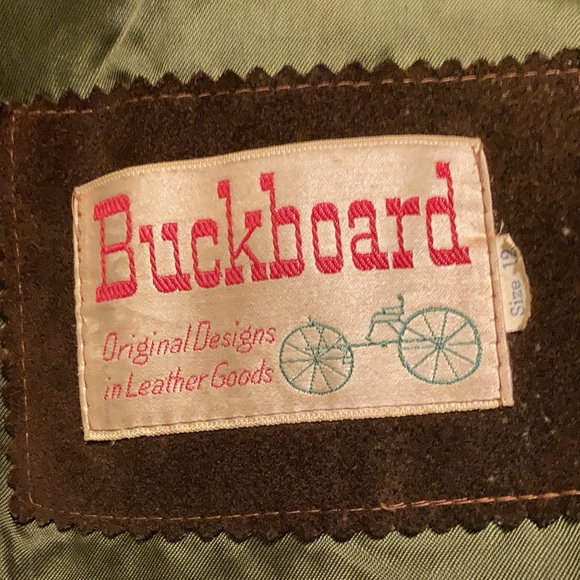 Buckboard
Original Designs
in Leather Goods
Size 12